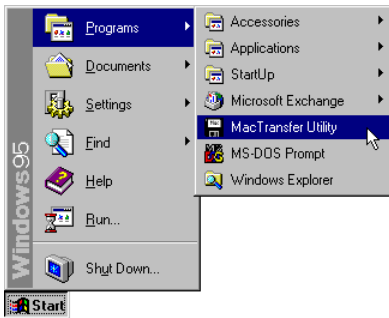 Programs
Documents
Settings
Find
Help
Run...
Shut Down...
Windows95
Start
Accessories
Applications
StartUp
Microsoft Exchange
MacTransfer Utility
MS-DOS Prompt
Windows Explorer